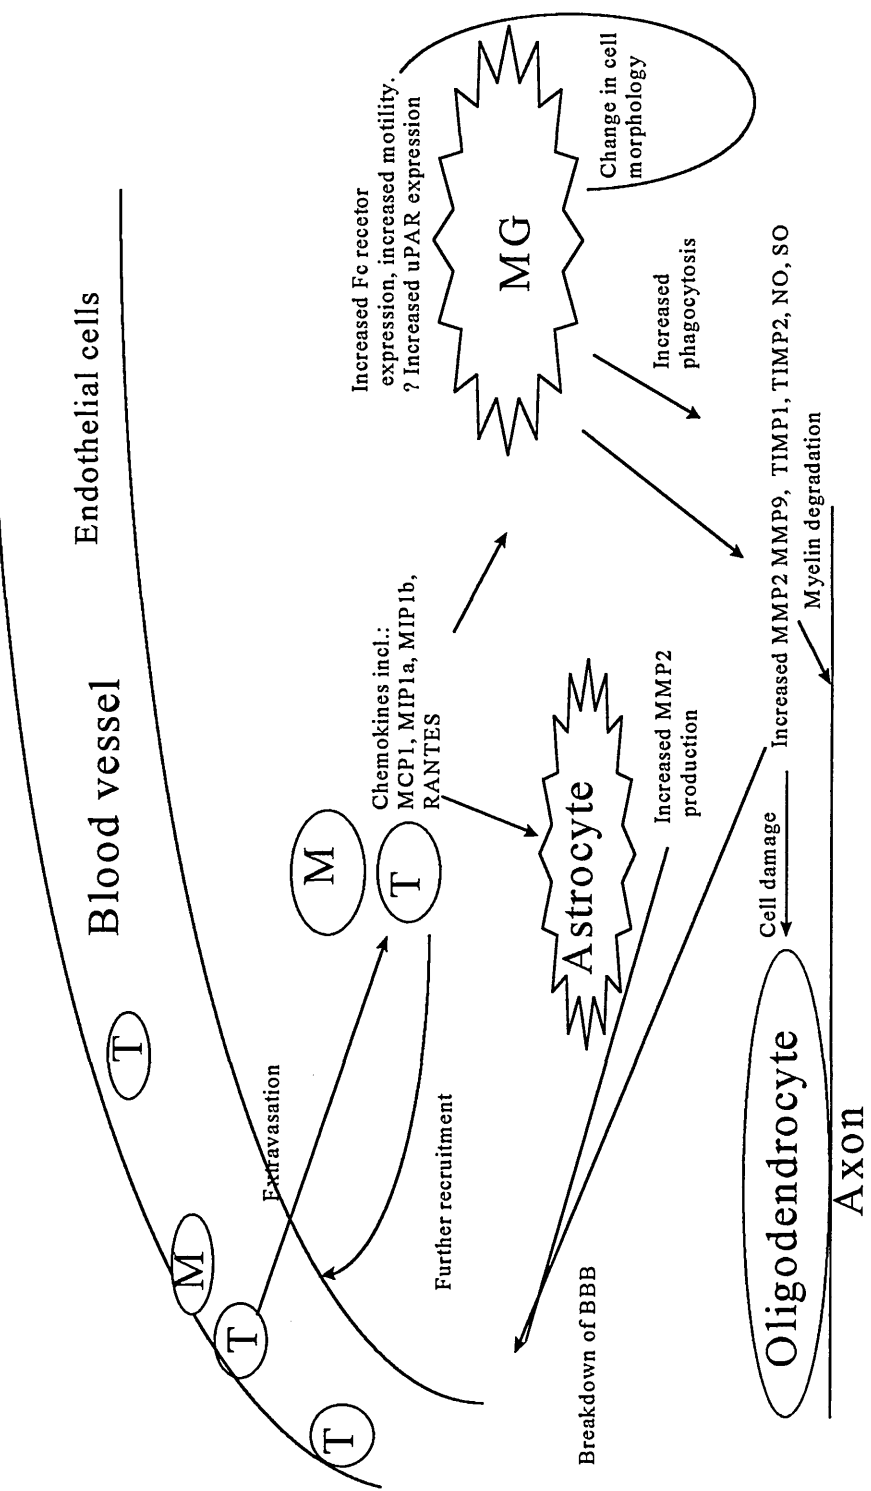 Endothelial cells
Blood vessel
T
M
T
T
Extravasation
Further recruitment
M
T
Chemokines incl.:
MCP1, MIP1a, MIP1b,
RANTES
Increased Fc recetor
expression, increased motility.
? Increased uPAR expression
MG
Change in cell
morphology
Increased
phagocytosis
Astrocyte
Increased MMP2
production
Breakdown of BBB
Increased MMP2 MMP9, TIMP1, TIMP2, NO, SO
Myelin degradation
Cell damage
Oligodendrocyte
Axon